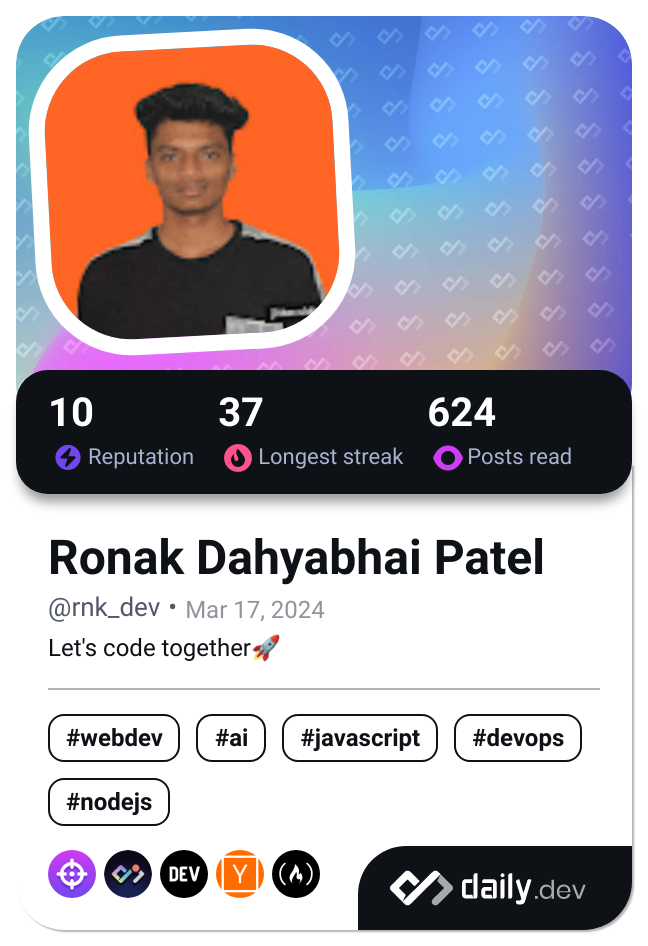 10 37 624
Reputation Longest streak Posts read
Ronak Dahyabhai Patel
@rnk_dev • Mar 17, 2024
Let's code together🚀
#webdev #ai #javascript #devops
#nodejs
DEV Y
daily.dev